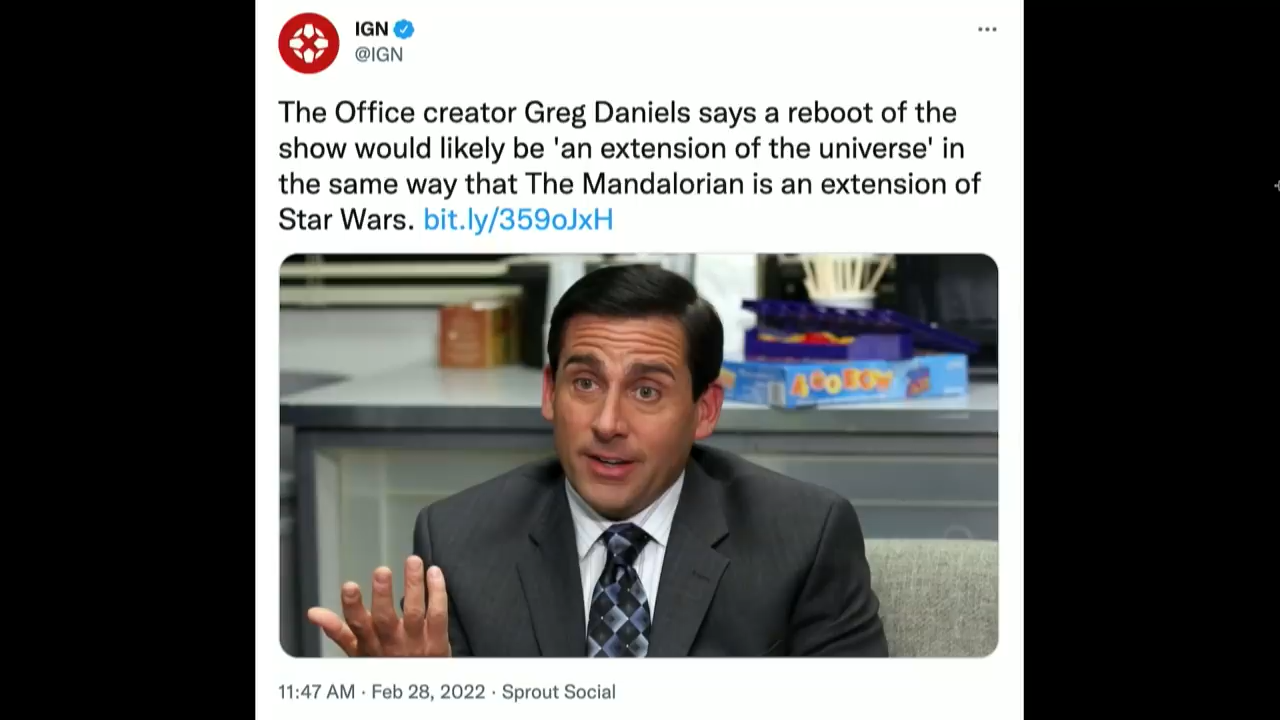 IGN
@IGN
The Office creator Greg Daniels says a reboot of the
show would likely be 'an extension of the universe' in
the same way that The Mandalorian is an extension of
Star Wars. bit.ly/359oJxH
11:47 AM · Feb 28, 2022 · Sprout Social